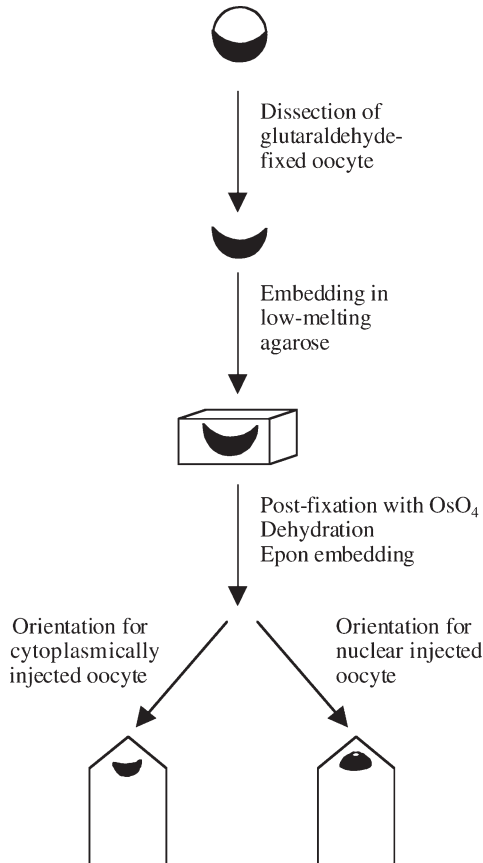 Dissection of
glutaraldehyde-
fixed oocyte
Embedding in
low-melting
agarose
Post-fixation with OsO₄
Dehydration
Epon embedding
Orientation for
cytoplasmically
injected oocyte
Orientation for
nuclear injected
oocyte